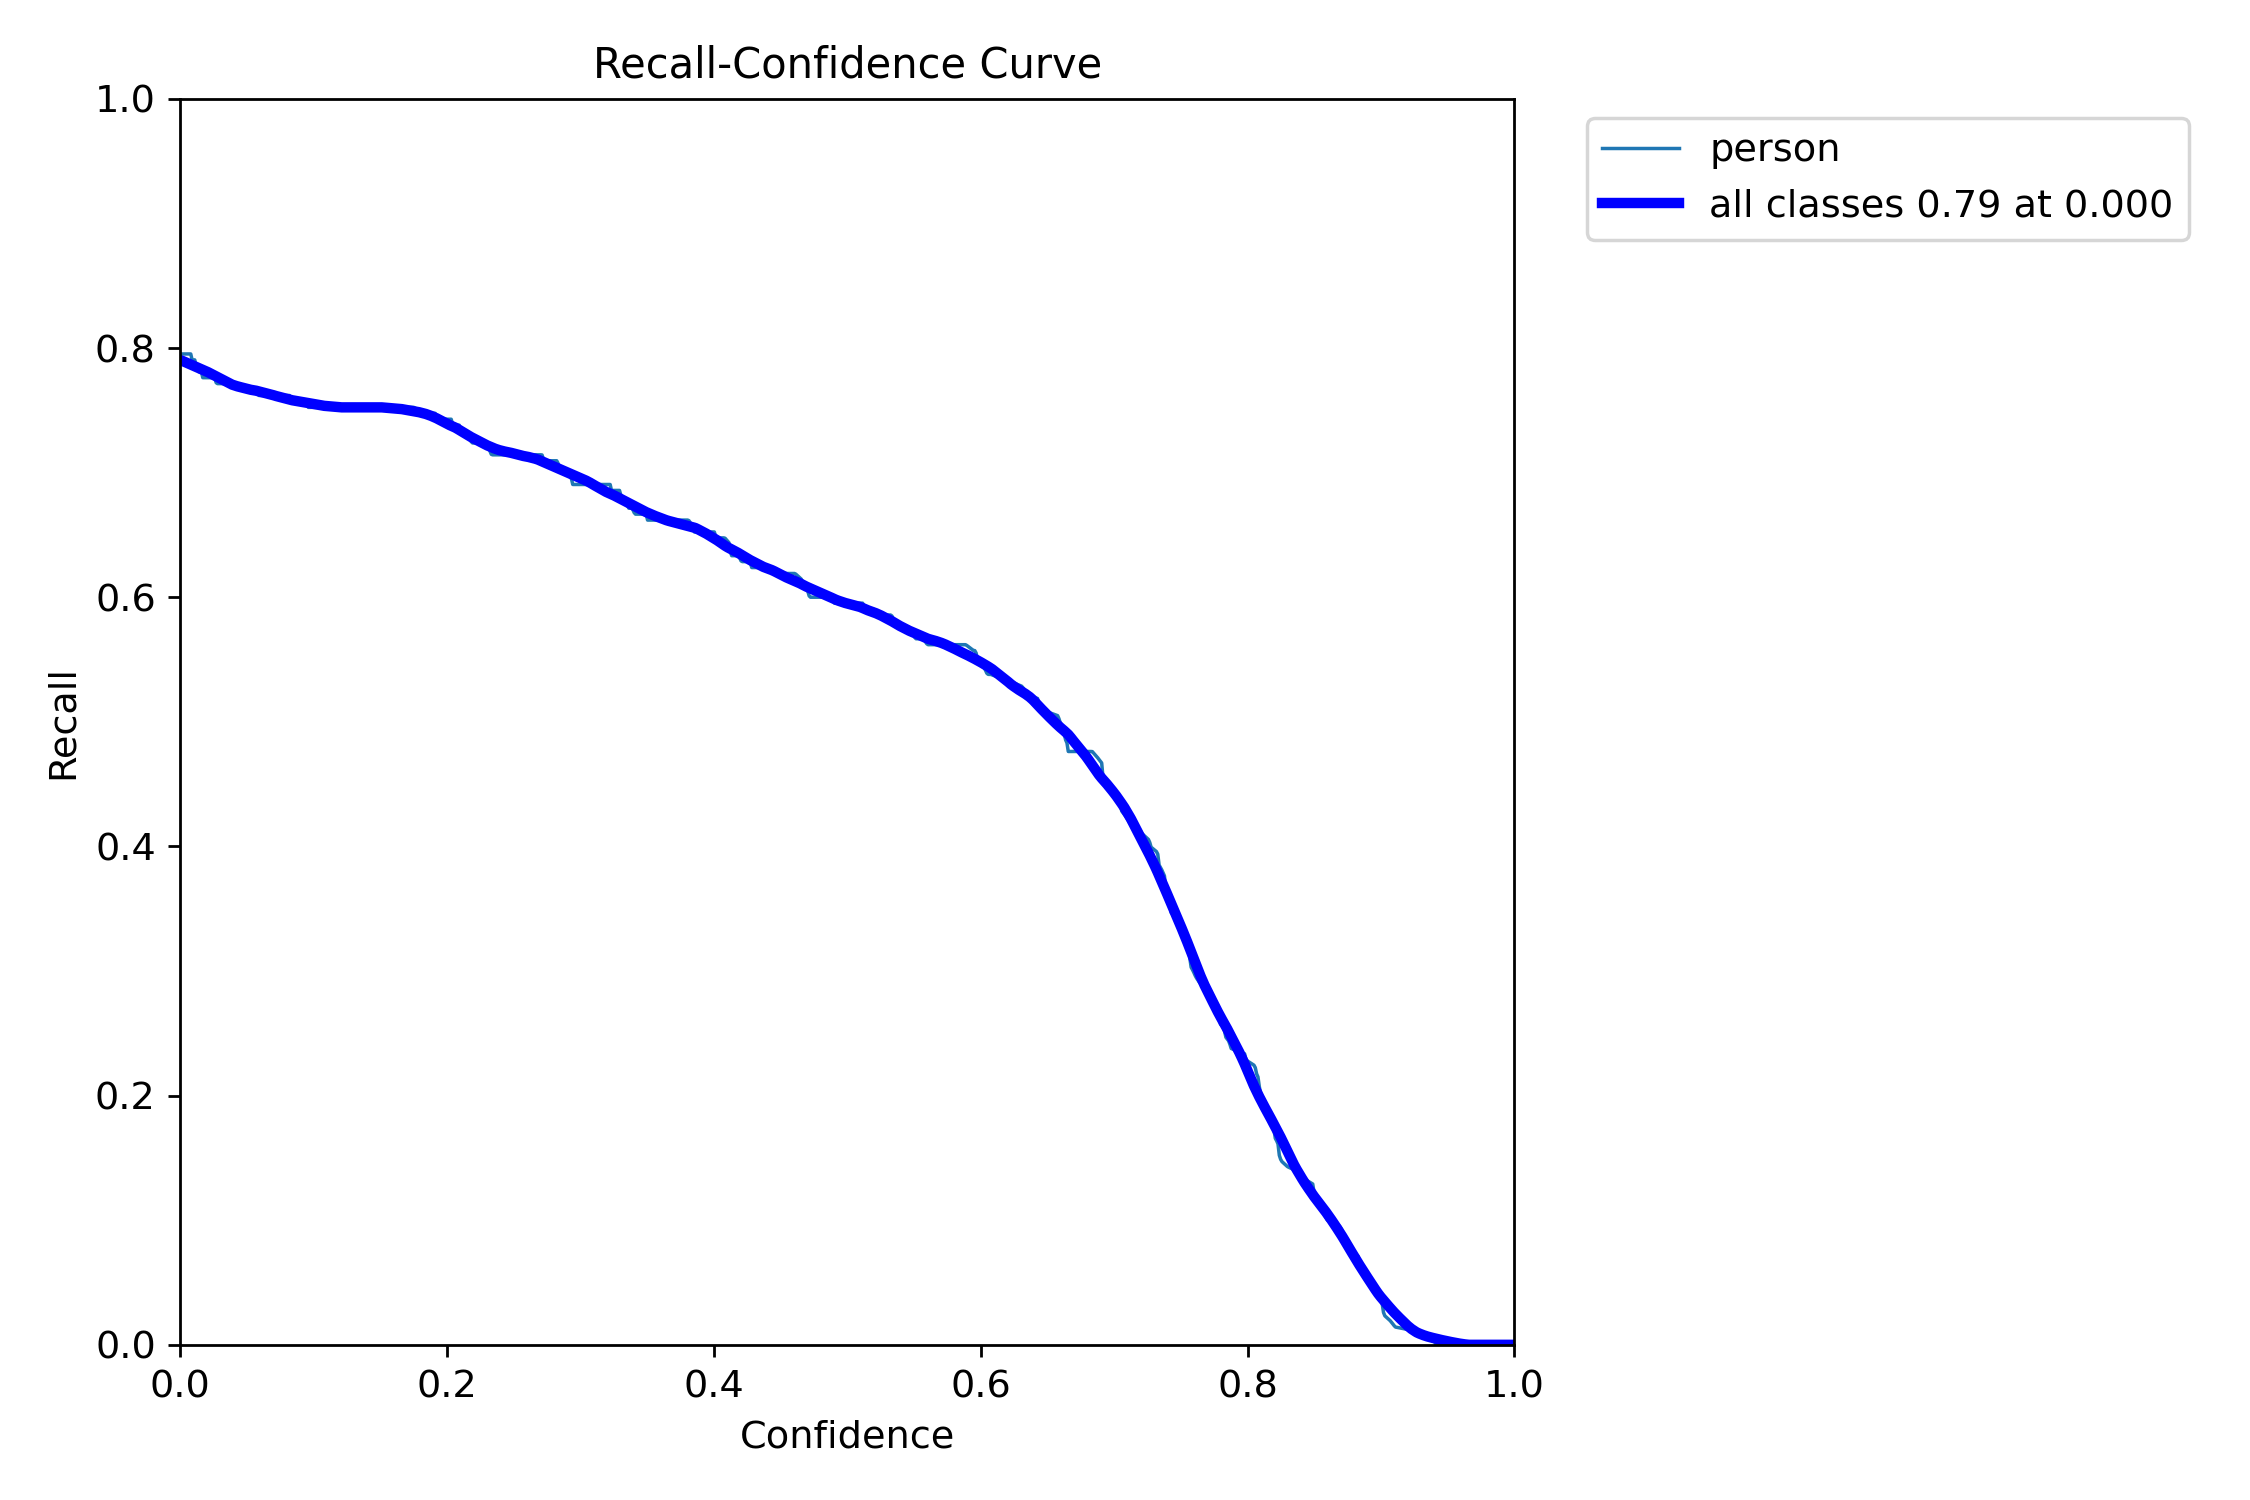 Recall-Confidence Curve
person
all classes 0.79 at 0.000
1.0
0.8
0.6
0.4
0.2
0.0
Recall
0.0 0.2 0.4 0.6 0.8 1.0
Confidence